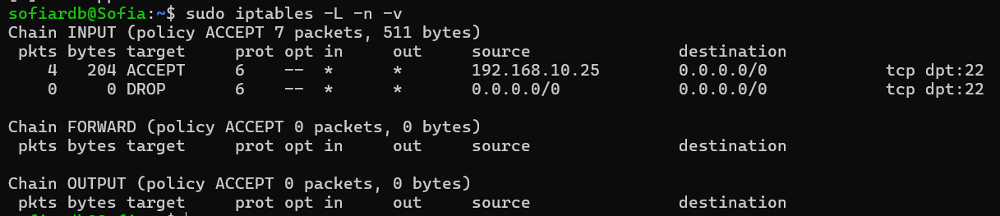 sofiardb@Sofia:~$ sudo iptables -L -n -v
Chain INPUT (policy ACCEPT 7 packets, 511 bytes)
 pkts bytes target     prot opt in     out     source               destination
    4   204 ACCEPT     6    --  *      *       192.168.10.25        0.0.0.0/0            tcp dpt:22
    0     0 DROP       6    --  *      *       0.0.0.0/0            0.0.0.0/0            tcp dpt:22

Chain FORWARD (policy ACCEPT 0 packets, 0 bytes)
 pkts bytes target     prot opt in     out     source               destination

Chain OUTPUT (policy ACCEPT 0 packets, 0 bytes)
 pkts bytes target     prot opt in     out     source               destination
sofiardb@Sofia:~$